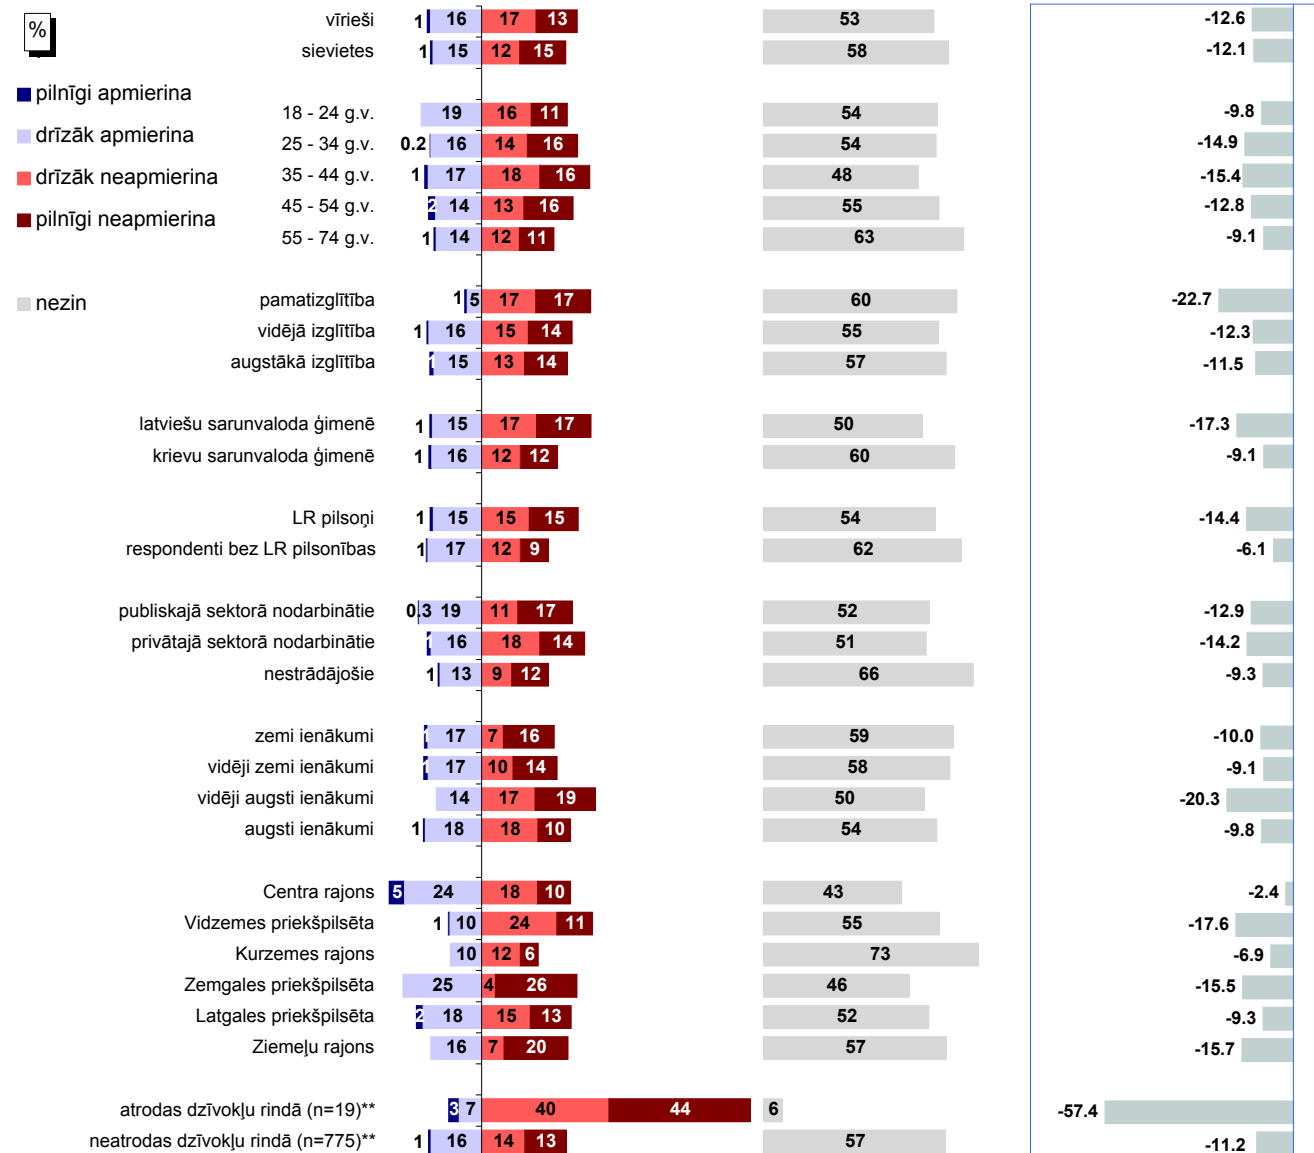 %
pilnīgi apmierina
drīzāk apmierina
drīzāk neapmierina
pilnīgi neapmierina
nezin
vīrieši 1 16 17 13 53 -12.6
sievietes 1 15 12 15 58 -12.1
18 - 24 g.v. 19 16 11 54 -9.8
25 - 34 g.v. 0.2 16 14 16 54 -14.9
35 - 44 g.v. 1 17 18 16 48 -15.4
45 - 54 g.v. 2 14 13 16 55 -12.8
55 - 74 g.v. 1 14 12 11 63 -9.1
pamatizglītība 1 5 17 17 60 -22.7
vidējā izglītība 1 16 15 14 55 -12.3
augstākā izglītība 1 15 13 14 57 -11.5
latviešu sarunvaloda ģimenē 1 15 17 17 50 -17.3
krievu sarunvaloda ģimenē 1 16 12 12 60 -9.1
LR pilsoņi 1 15 15 15 54 -14.4
respondenti bez LR pilsonības 1 17 12 9 62 -6.1
publiskajā sektorā nodarbinātie 0.3 19 11 17 52 -12.9
privātajā sektorā nodarbinātie 1 16 18 14 51 -14.2
nestrādājošie 1 13 9 12 66 -9.3
zemi ienākumi 1 17 7 16 59 -10.0
vidēji zemi ienākumi 1 17 10 14 58 -9.1
vidēji augsti ienākumi 14 17 19 50 -20.3
augsti ienākumi 1 18 18 10 54 -9.8
Centra rajons 5 24 18 10 43 -2.4
Vidzemes priekšpilsēta 1 10 24 11 55 -17.6
Kurzemes rajons 10 12 6 73 -6.9
Zemgales priekšpilsēta 25 4 26 46 -15.5
Latgales priekšpilsēta 2 18 15 13 52 -9.3
Ziemeļu rajons 16 7 20 57 -15.7
atrodas dzīvokļu rindā (n=19)** 3 7 40 44 6 -57.4
neatrodas dzīvokļu rindā (n=775)** 1 16 14 13 57 -11.2